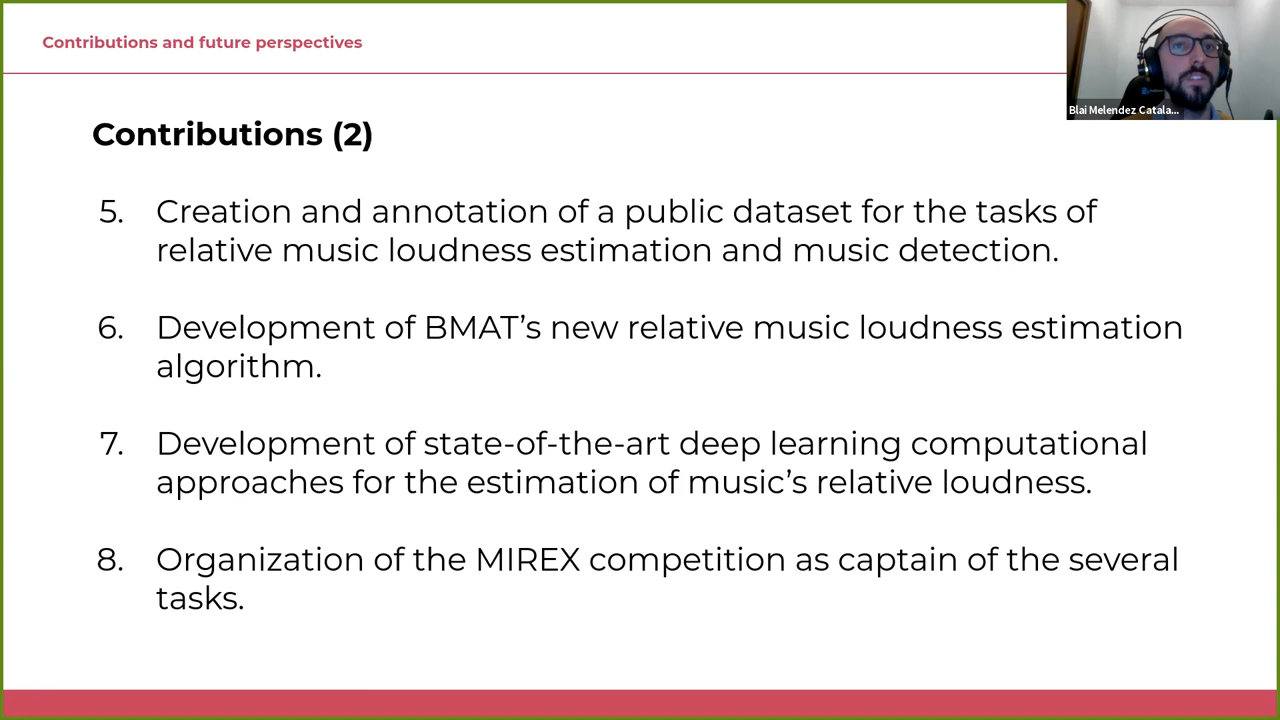 Contributions and future perspectives
Blai Melendez Catala...
Contributions (2)
5. Creation and annotation of a public dataset for the tasks of
relative music loudness estimation and music detection.
6. Development of BMAT’s new relative music loudness estimation
algorithm.
7. Development of state-of-the-art deep learning computational
approaches for the estimation of music’s relative loudness.
8. Organization of the MIREX competition as captain of the several
tasks.